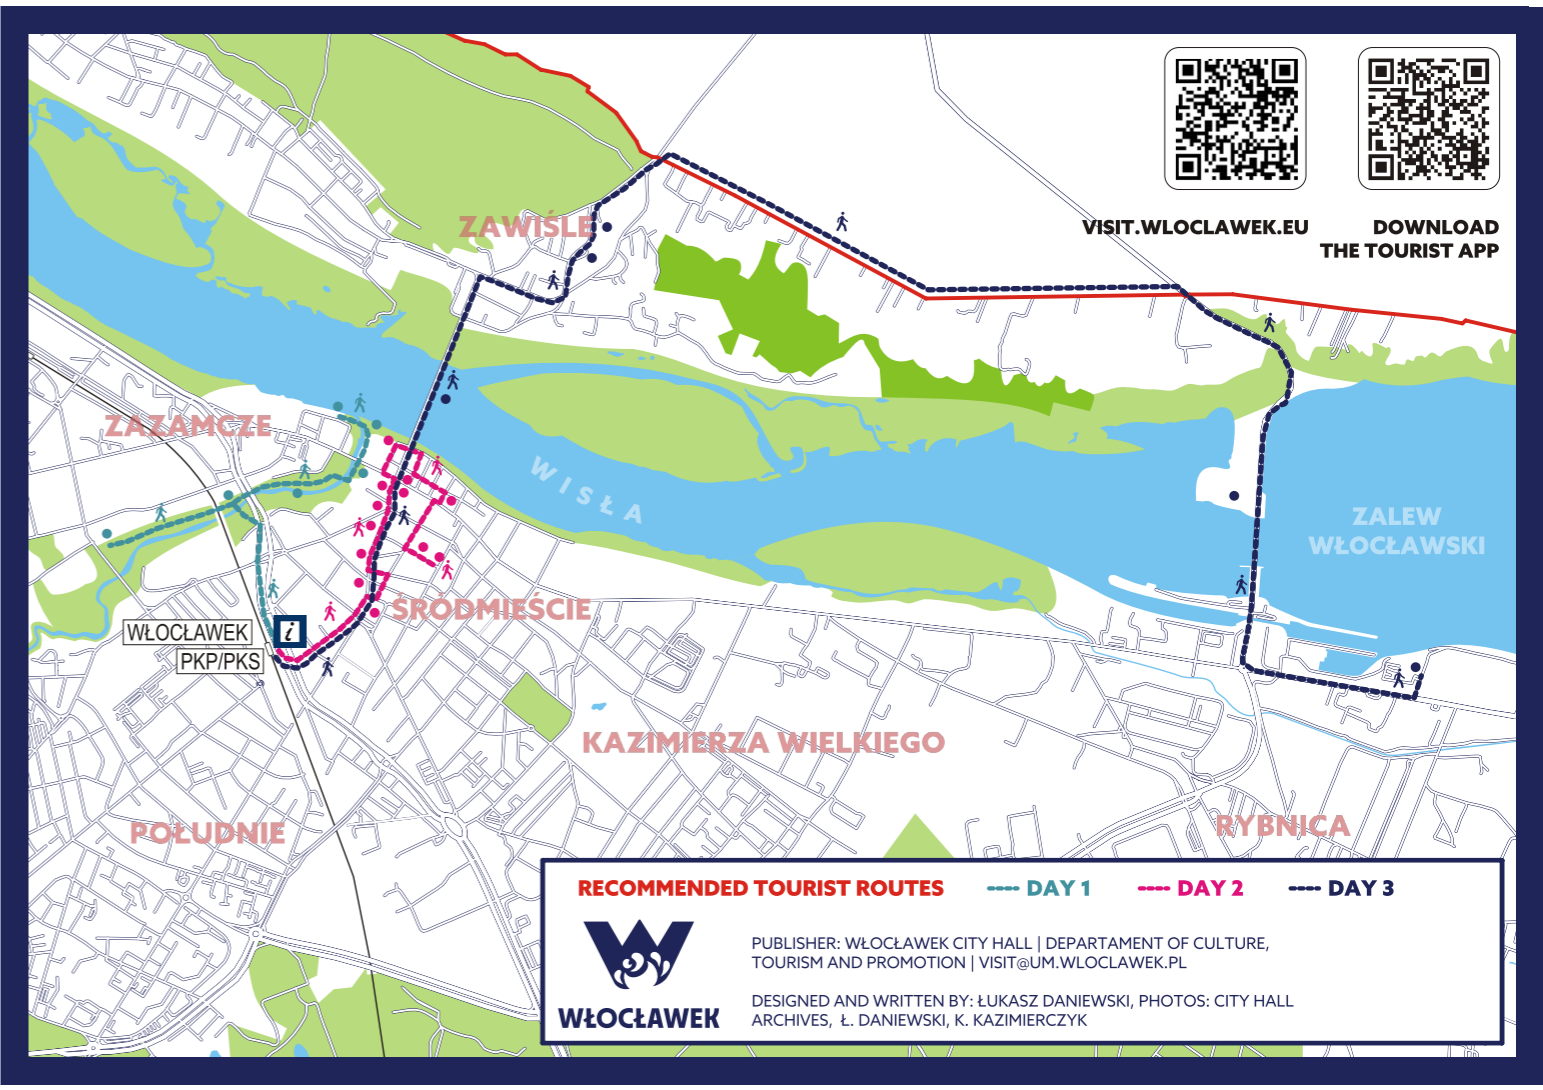 VISIT.WLOCLAWEK.EU
DOWNLOAD
THE TOURIST APP
ZAWIŚLE
ZAZAMCZE
WISŁA
ZALEW
WŁOCŁAWSKI
ŚRÓDMIEŚCIE
i
WŁOCŁAWEK
PKP/PKS
KAZIMIERZA WIELKIEGO
POŁUDNIE
RYBNICA
RECOMMENDED TOURIST ROUTES
DAY 1
DAY 2
DAY 3
WŁOCŁAWEK
PUBLISHER: WŁOCŁAWEK CITY HALL | DEPARTAMENT OF CULTURE,
TOURISM AND PROMOTION | VISIT@UM.WLOCLAWEK.PL
DESIGNED AND WRITTEN BY: ŁUKASZ DANIEWSKI, PHOTOS: CITY HALL
ARCHIVES, Ł. DANIEWSKI, K. KAZIMIERCZYK